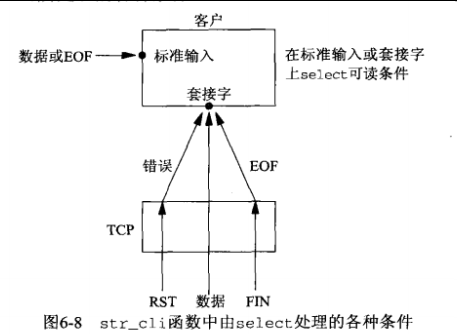 客户
数据或EOF
标准输入
在标准输入或套接字
上select可读条件
套接字
错误
EOF
TCP
RST
数据
FIN
图6-8 str_cli函数中由select处理的各种条件